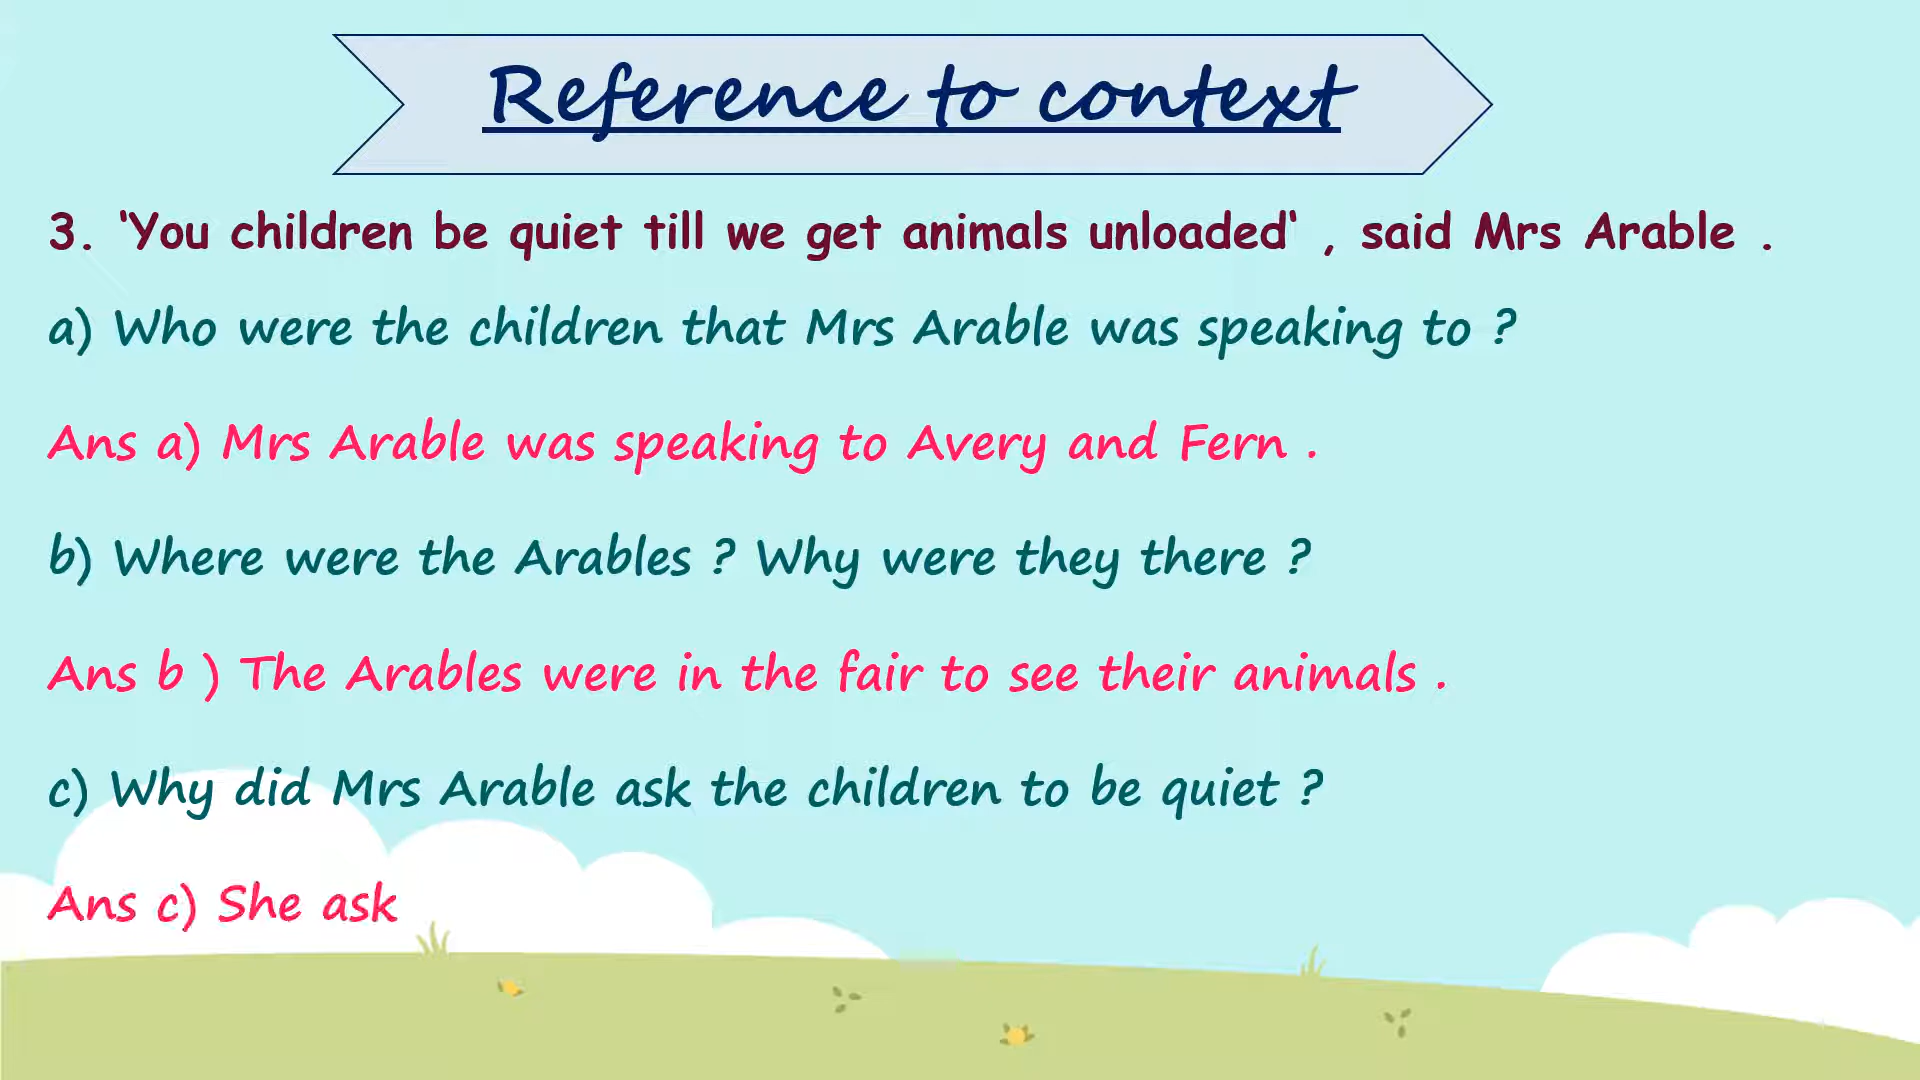 Reference to context
3. ‘You children be quiet till we get animals unloaded‘ , said Mrs Arable .
a) Who were the children that Mrs Arable was speaking to ?
Ans a) Mrs Arable was speaking to Avery and Fern .
b) Where were the Arables ? Why were they there ?
Ans b ) The Arables were in the fair to see their animals .
c) Why did Mrs Arable ask the children to be quiet ?
Ans c) She ask